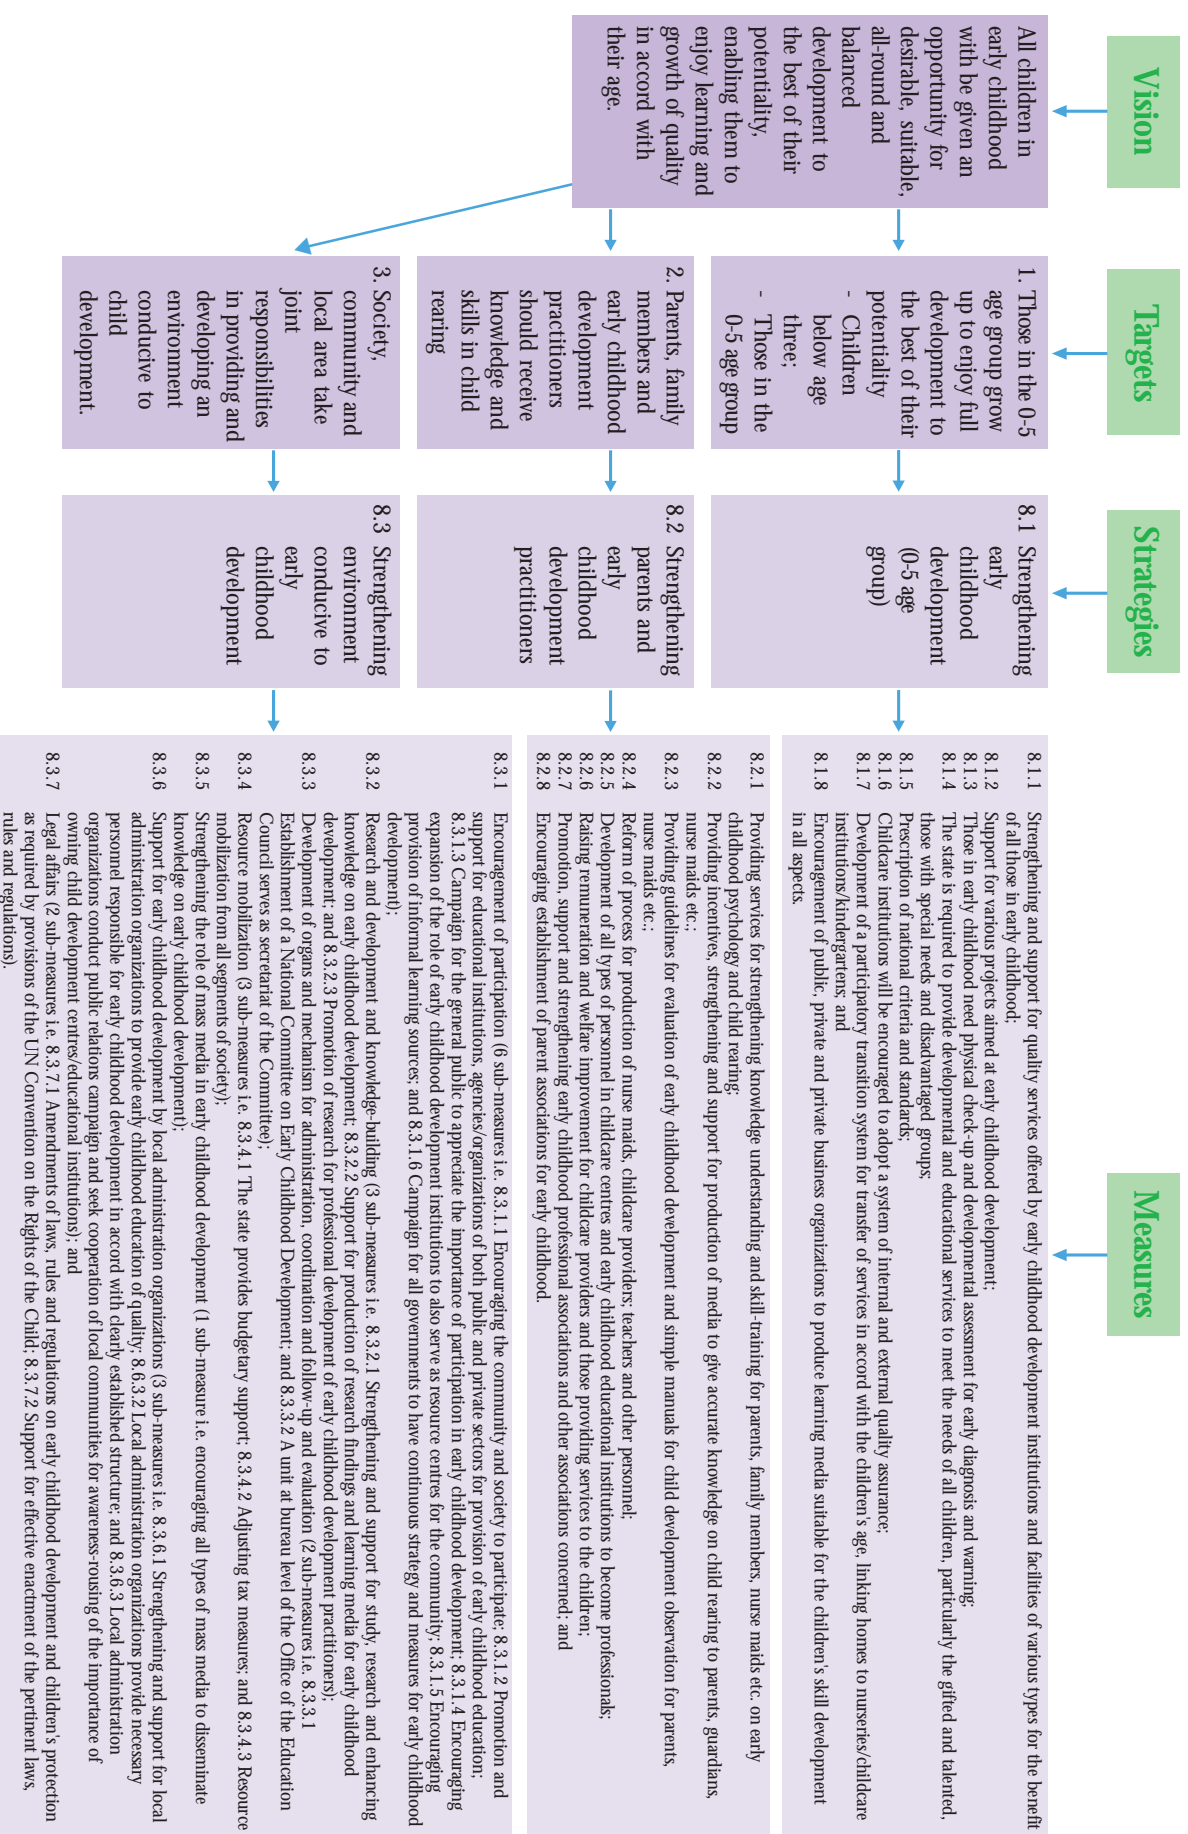 Vision
All children in
early childhood
with be given an
opportunity for
desirable, suitable,
all-round and
balanced
development to
the best of their
potentiality,
enabling them to
enjoy learning and
growth of quality
in accord with
their age.
Targets
1. Those in the 0-5
age group grow
up to enjoy full
development to
the best of their
potentiality
- Children
below age
three;
- Those in the
0-5 age group
2. Parents, family
members and
early childhood
development
practitioners
should receive
knowledge and
skills in child
rearing
3. Society,
community and
local area take
joint
responsibilities
in providing and
developing an
environment
conducive to
child
development.
Strategies
8.1 Strengthening
early
childhood
development
(0-5 age
group)
8.2 Strengthening
parents and
early
childhood
development
practitioners
8.3 Strengthening
environment
conducive to
early
childhood
development
Measures
8.1.1 Strengthening and support for quality services offered by early childhood development institutions and facilities of various types for the benefit
of all those in early childhood;
8.1.2 Support for various projects aimed at early childhood development;
8.1.3 Those in early childhood need physical check-up and developmental assessment for early diagnosis and warning;
8.1.4 The state is required to provide developmental and educational services to meet the needs of all children, particularly the gifted and talented,
those with special needs and disadvantaged groups;
8.1.5 Prescription of national criteria and standards;
8.1.6 Childcare institutions will be encouraged to adopt a system of internal and external quality assurance;
8.1.7 Development of a participatory transition system for transfer of services in accord with the children's age, linking homes to nurseries/childcare
institutions/kindergartens; and
8.1.8 Encouragement of public, private and private business organizations to produce learning media suitable for the children's skill development
in all aspects.
8.2.1 Providing services for strengthening knowledge understanding and skill-training for parents, family members, nurse maids etc. on early
childhood psychology and child rearing;
8.2.2 Providing incentives, strengthening and support for production of media to give accurate knowledge on child rearing to parents, guardians,
nurse maids etc.;
8.2.3 Providing guidelines for evaluation of early childhood development and simple manuals for child development observation for parents,
nurse maids etc.;
8.2.4 Reform of process for production of nurse maids, childcare providers; teachers and other personnel;
8.2.5 Development of all types of personnel in childcare centres and early childhood educational institutions to become professionals;
8.2.6 Raising remuneration and welfare improvement for childcare providers and those providing services to the children;
8.2.7 Promotion, support and strengthening early childhood professional associations and other associations concerned; and
8.2.8 Encouraging establishment of parent associations for early childhood.
8.3.1 Encouragement of participation (6 sub-measures i.e. 8.3.1.1 Encouraging the community and society to participate; 8.3.1.2 Promotion and
support for educational institutions, agencies/organizations of both public and private sectors for provision of early childhood education;
8.3.1.3 Campaign for the general public to appreciate the importance of participation in early childhood development; 8.3.1.4 Encouraging
expansion of the role of early childhood development institutions to also serve as resource centres for the community; 8.3.1.5 Encouraging
provision of informal learning sources; and 8.3.1.6 Campaign for all governments to have continuous strategy and measures for early childhood
development);
8.3.2 Research and development and knowledge-building (3 sub-measures i.e. 8.3.2.1 Strengthening and support for study, research and enhancing
knowledge on early childhood development; 8.3.2.2 Support for production of research findings and learning media for early childhood
development; and 8.3.2.3 Promotion of research for professional development of early childhood development practitioners);
8.3.3 Development of organs and mechanism for administration, coordination and follow-up and evaluation (2 sub-measures i.e. 8.3.3.1
Establishment of a National Committee on Early Childhood Development; and 8.3.3.2 A unit at bureau level of the Office of the Education
Council serves as secretariat of the Committee);
8.3.4 Resource mobilization (3 sub-measures i.e. 8.3.4.1 The state provides budgetary support; 8.3.4.2 Adjusting tax measures; and 8.3.4.3 Resource
mobilization from all segments of society);
8.3.5 Strengthening the role of mass media in early childhood development (1 sub-measure i.e. encouraging all types of mass media to disseminate
knowledge on early childhood development);
8.3.6 Support for early childhood development by local administration organizations (3 sub-measures i.e. 8.3.6.1 Strengthening and support for local
administration organizations to provide early childhood education of quality; 8.6.3.2 Local administration organizations provide necessary
personnel responsible for early childhood development in accord with clearly established structure; and 8.3.6.3 Local administration
organizations conduct public relations campaign and seek cooperation of local communities for awareness-rousing of the importance of
owning child development centres/educational institutions); and
8.3.7 Legal affairs (2 sub-measures i.e. 8.3.7.1 Amendments of laws, rules and regulations on early childhood development and children's protection
as required by provisions of the UN Convention on the Rights of the Child; 8.3.7.2 Support for effective enactment of the pertinent laws,
rules and regulations).